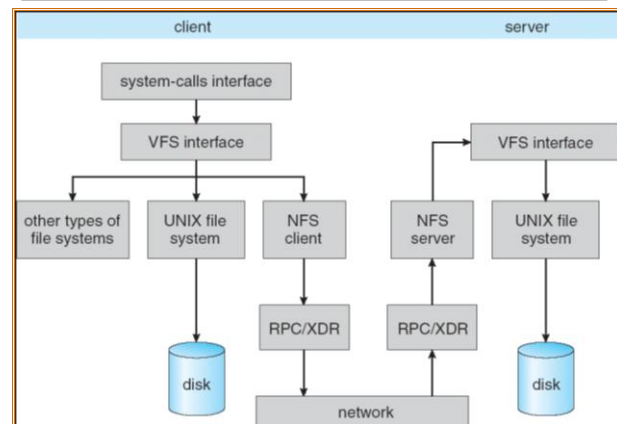 client
server
system-calls interface
VFS interface
VFS interface
other types of
file systems
UNIX file
system
NFS
client
NFS
server
UNIX file
system
RPC/XDR
RPC/XDR
disk
disk
network